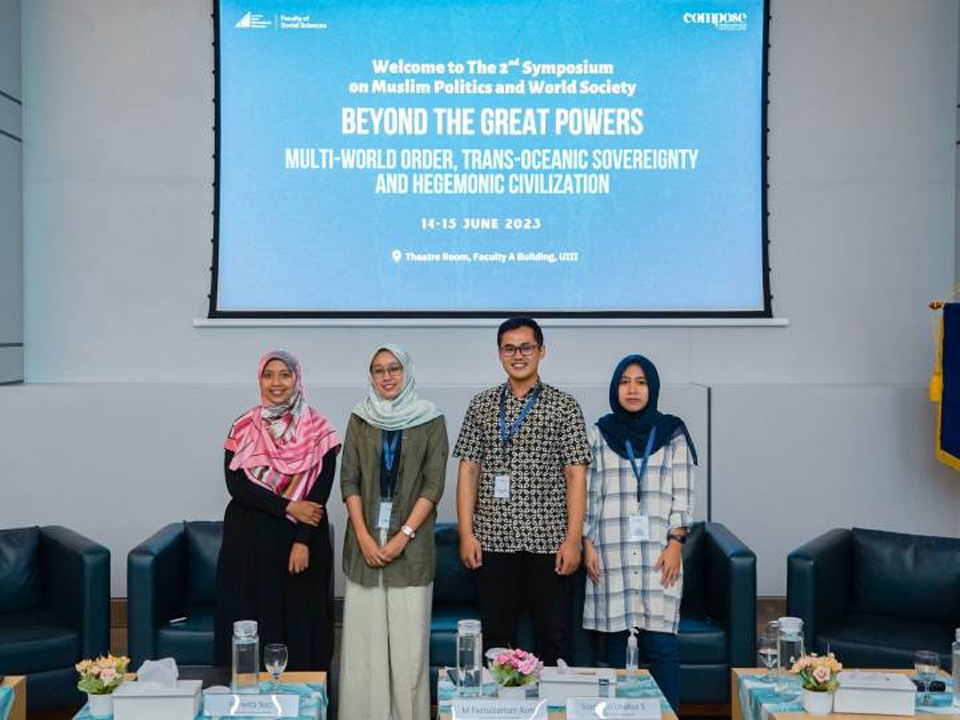 Faculty of
Social Sciences
compose
Welcome to The 2nd Symposium
on Muslim Politics and World Society
BEYOND THE GREAT POWERS
MULTI-WORLD ORDER, TRANS-OCEANIC SOVEREIGNTY
AND HEGEMONIC CIVILIZATION
14-15 JUNE 2023
Theatre Room, Faculty A Building, UIII